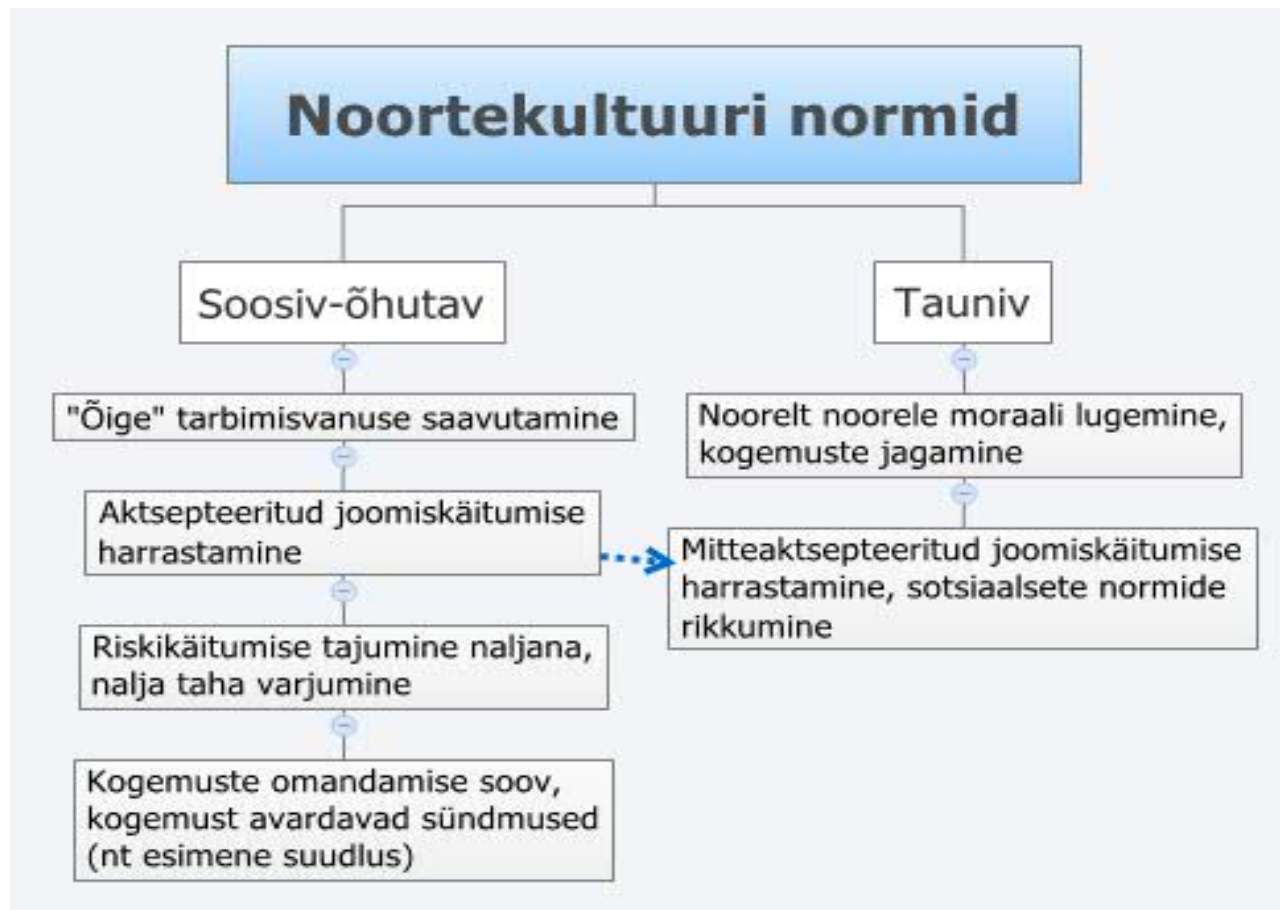 Noortekultuuri normid
Soosiv-õhutav
"Õige" tarbimisvanuse saavutamine
Aktsepteeritud joomiskäitumise
harrastamine
Riskikäitumise tajumine naljana,
nalja taha varjumine
Kogemuste omandamise soov,
kogemust avardavad sündmused
(nt esimene suudlus)
Tauniv
Noorelt noorele moraali lugemine,
kogemuste jagamine
Mitteaktsepteeritud joomiskäitumise
harrastamine, sotsiaalsete normide
rikkumine